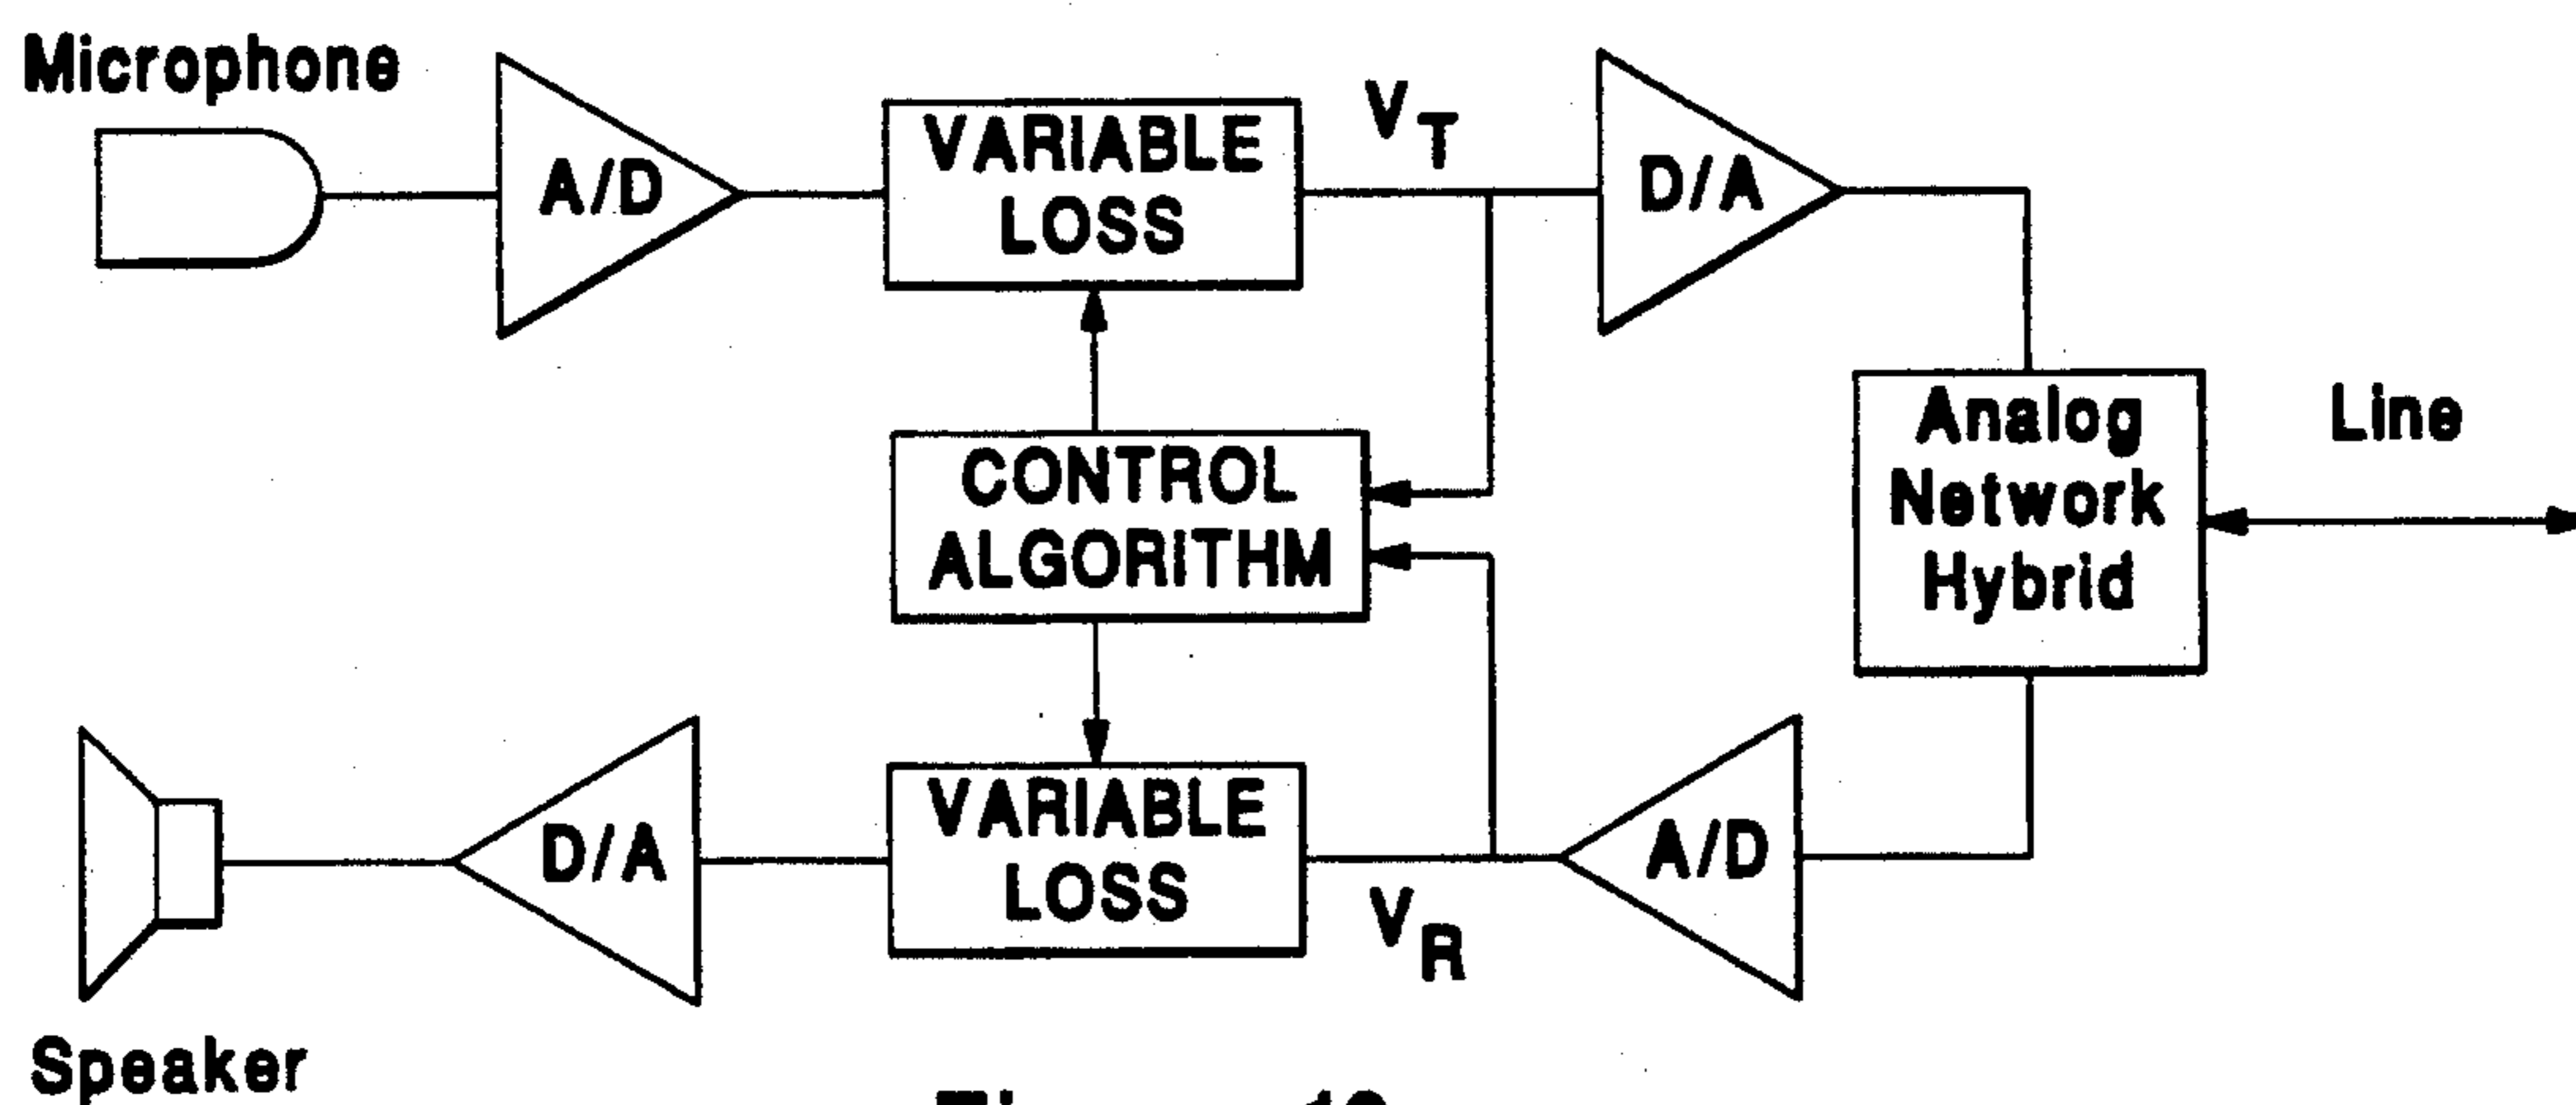 Microphone
A/D
VARIABLE
LOSS
V_T
D/A
CONTROL
ALGORITHM
Analog
Network
Hybrid
Line
Speaker
D/A
VARIABLE
LOSS
V_R
A/D